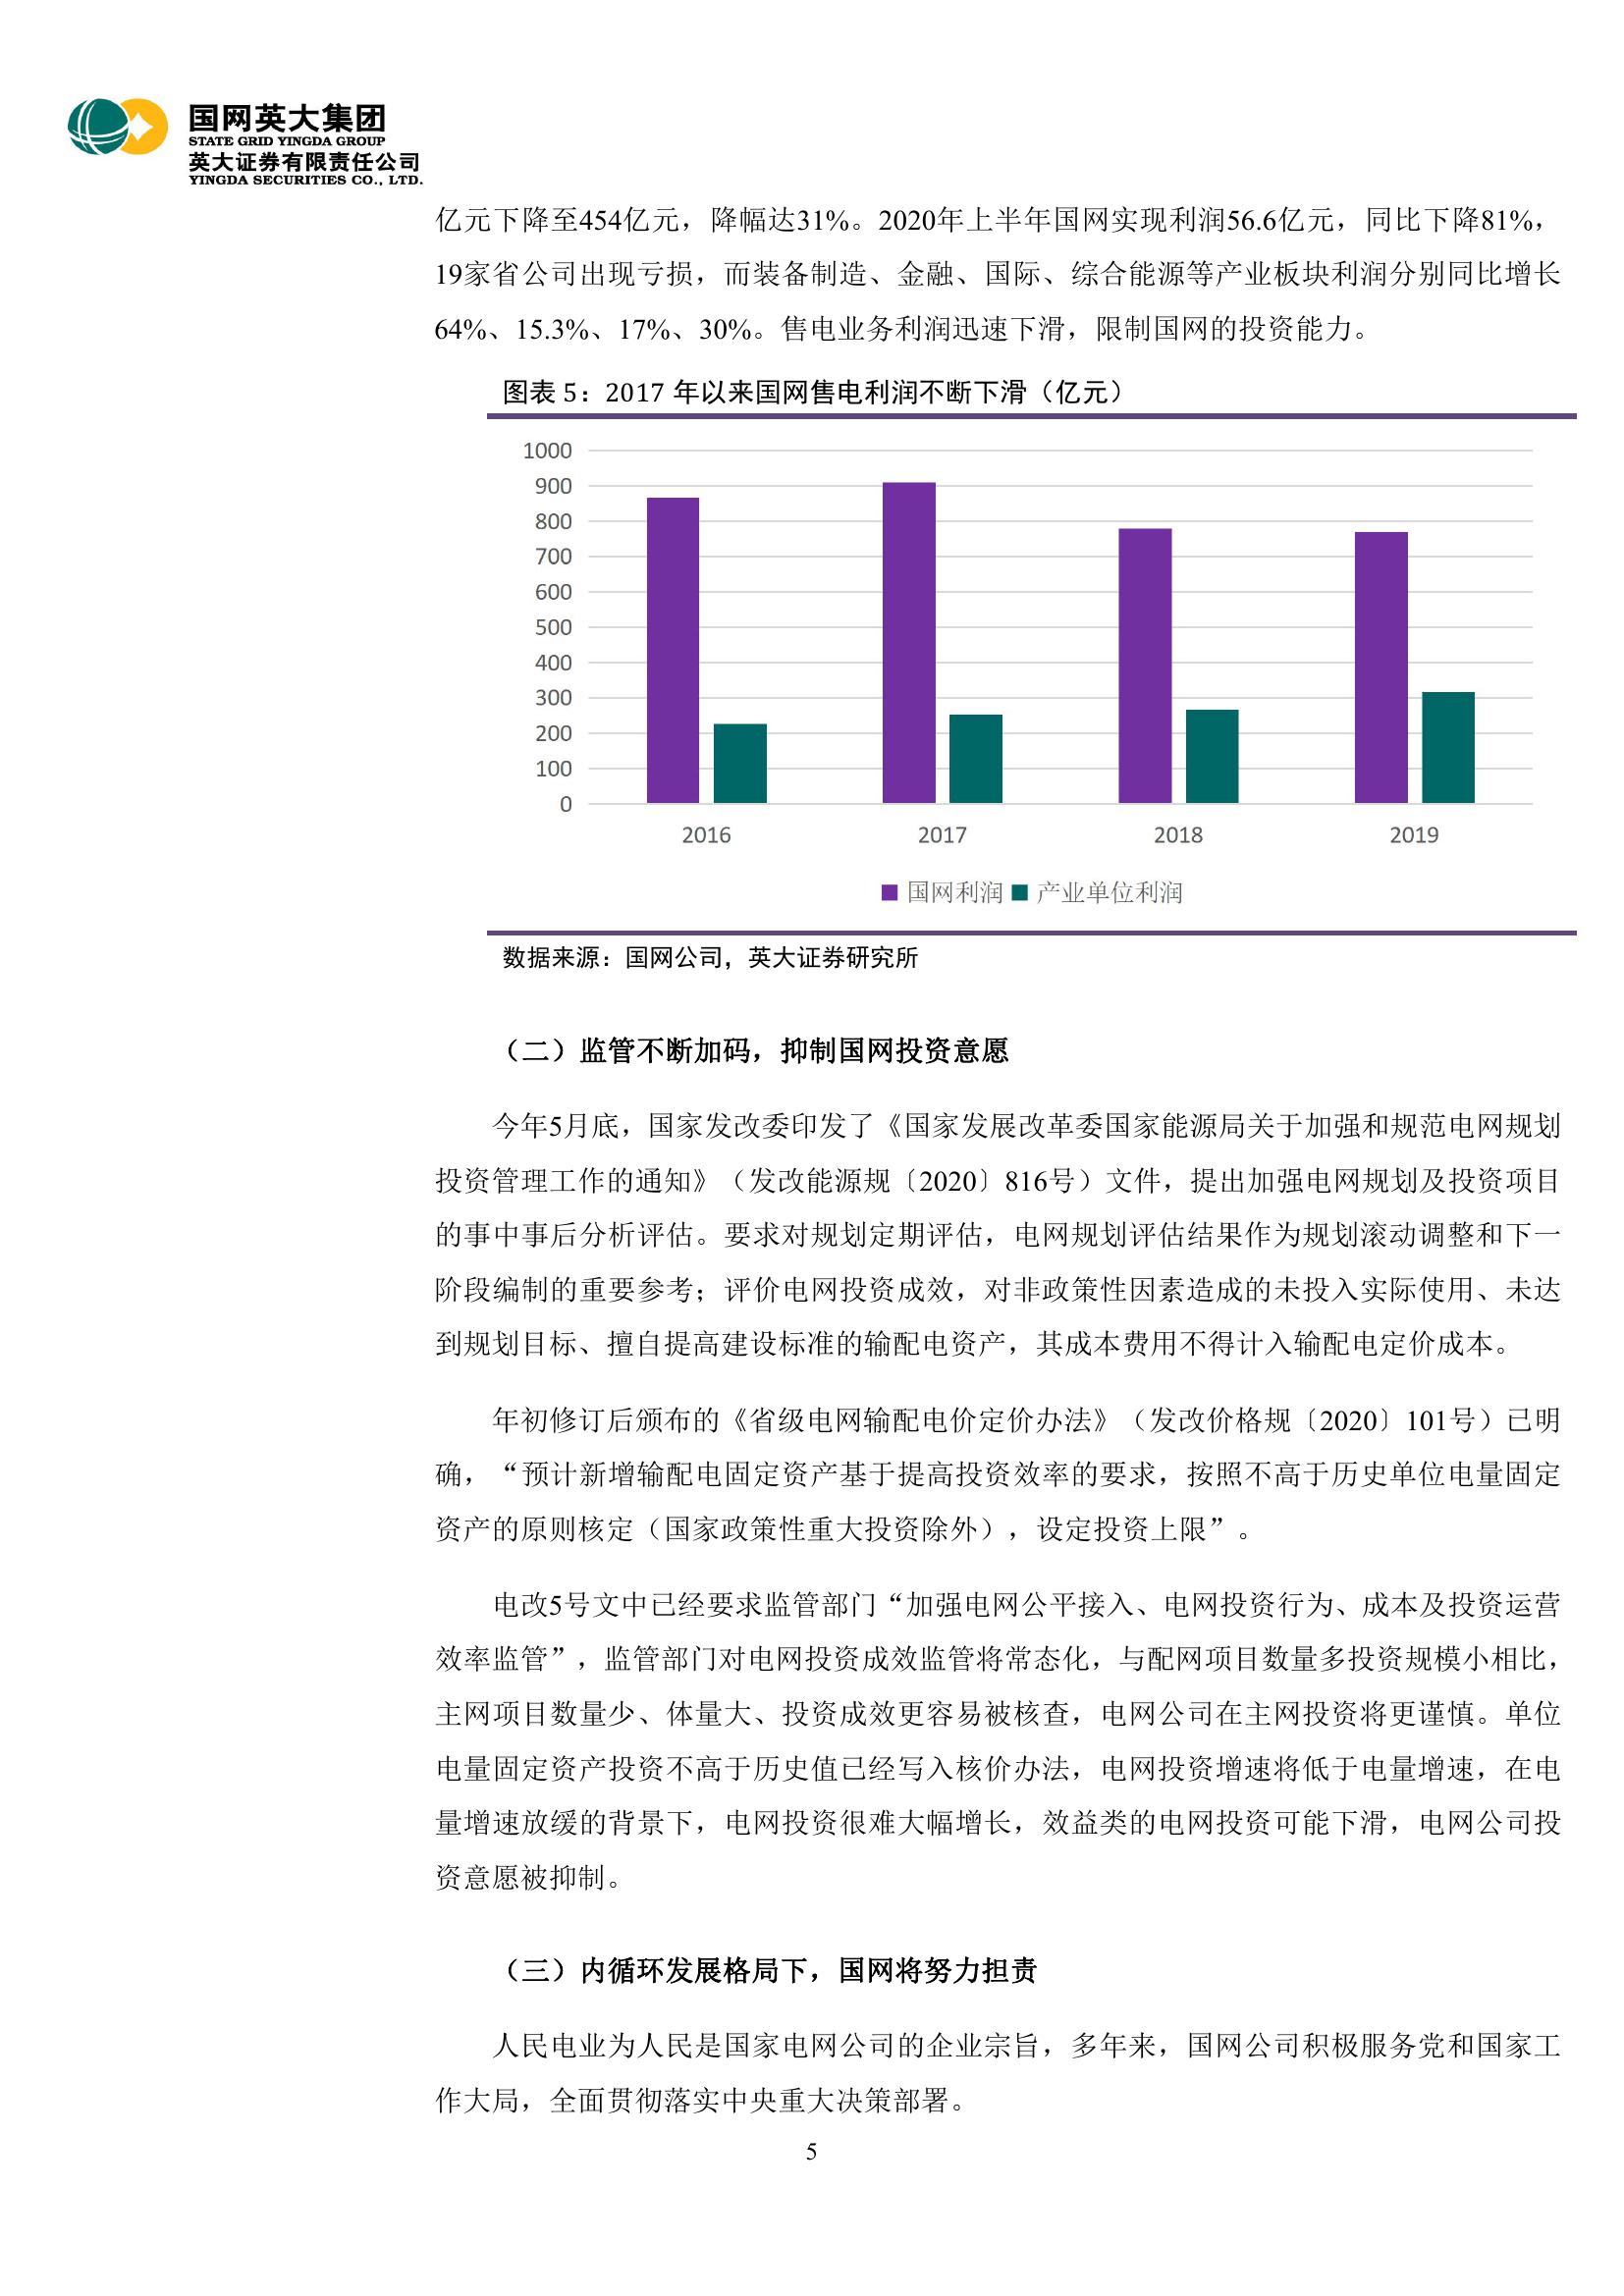 国网英大集团
STATE GRID YINGDA GROUP
英大证券有限责任公司
YINGDA SECURITIES CO., LTD.
亿元下降至454亿元，降幅达31%。2020年上半年国网实现利润56.6亿元，同比下降81%，
19家省公司出现亏损，而装备制造、金融、国际、综合能源等产业板块利润分别同比增长
64%、15.3%、17%、30%。售电业务利润迅速下滑，限制国网的投资能力。
图表 5：2017 年以来国网售电利润不断下滑（亿元）
1000
900
800
700
600
500
400
300
200
100
0
2016 2017 2018 2019
国网利润 产业单位利润
数据来源：国网公司，英大证券研究所
（二）监管不断加码，抑制国网投资意愿
今年5月底，国家发改委印发了《国家发展改革委国家能源局关于加强和规范电网规划
投资管理工作的通知》（发改能源规〔2020〕816号）文件，提出加强电网规划及投资项目
的事中事后分析评估。要求对规划定期评估，电网规划评估结果作为规划滚动调整和下一
阶段编制的重要参考；评价电网投资成效，对非政策性因素造成的未投入实际使用、未达
到规划目标、擅自提高建设标准的输配电资产，其成本费用不得计入输配电定价成本。
年初修订后颁布的《省级电网输配电价定价办法》（发改价格规〔2020〕101号）已明
确，“预计新增输配电固定资产基于提高投资效率的要求，按照不高于历史单位电量固定
资产的原则核定（国家政策性重大投资除外），设定投资上限”。
电改5号文中已经要求监管部门“加强电网公平接入、电网投资行为、成本及投资运营
效率监管”，监管部门对电网投资成效监管将常态化，与配网项目数量多投资规模小相比，
主网项目数量少、体量大、投资成效更容易被核查，电网公司在主网投资将更谨慎。单位
电量固定资产投资不高于历史值已经写入核价办法，电网投资增速将低于电量增速，在电
量增速放缓的背景下，电网投资很难大幅增长，效益类的电网投资可能下滑，电网公司投
资意愿被抑制。
（三）内循环发展格局下，国网将努力担责
人民电业为人民是国家电网公司的企业宗旨，多年来，国网公司积极服务党和国家工
作大局，全面贯彻落实中央重大决策部署。
5